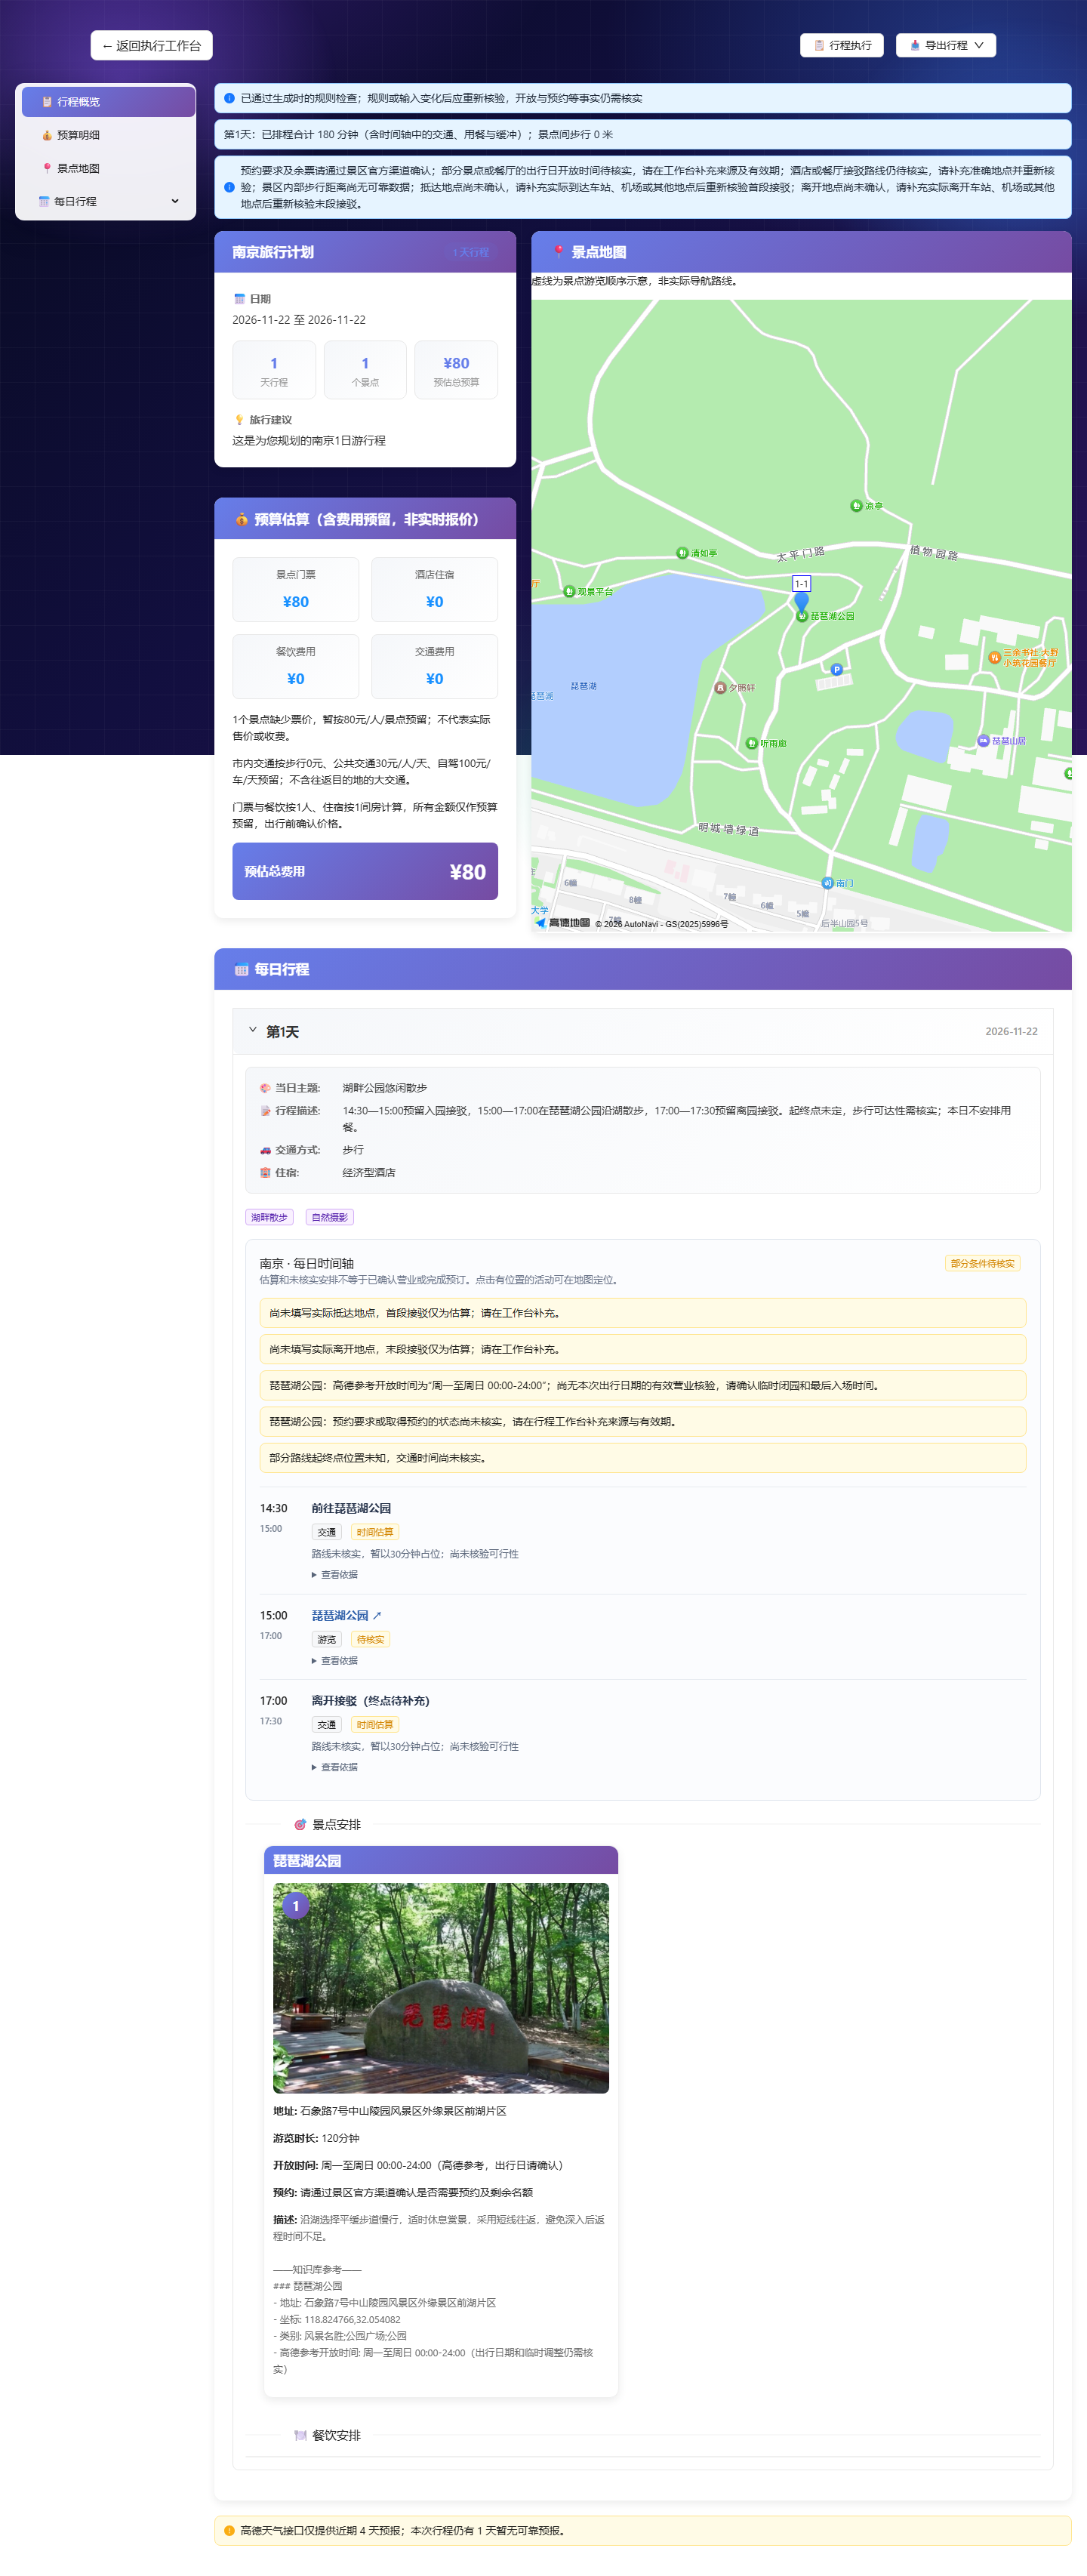 ← 返回执行工作台
📋 行程执行
📥 导出行程
📋 行程概览
💰 预算明细
📍 景点地图
📅 每日行程
已通过生成时的规则检查；规则或输入变化后应重新核验，开放与预约等事实仍需核实
第1天：已排程合计 180 分钟（含时间轴中的交通、用餐与缓冲）；景点间步行 0 米
预约要求及余票请通过景区官方渠道确认；部分景点或餐厅的出行日开放时间待核实，请在工作台补充来源及有效期；酒店或餐厅接驳路线仍待核实，请补充准确地点并重新核
验；景区内部步行距离尚无可靠数据；抵达地点尚未确认，请补充实际到达车站、机场或其他地点后重新核验首段接驳；离开地点尚未确认，请补充实际离开车站、机场或其他
地点后重新核验末段接驳。
南京旅行计划
1 天行程
📅 日期
2026-11-22 至 2026-11-22
1
天行程
1
个景点
¥80
预估总预算
💡 旅行建议
这是为您规划的南京1日游行程
💰 预算估算（含费用预留，非实时报价）
景点门票
¥80
酒店住宿
¥0
餐饮费用
¥0
交通费用
¥0
1个景点缺少票价，暂按80元/人/景点预留；不代表实际
售价或收费。
市内交通按步行0元、公共交通30元/人/天、自驾100元/
车/天预留；不含往返目的地的大交通。
门票与餐饮按1人、住宿按1间房计算，所有金额仅作预算
预留，出行前确认价格。
预估总费用
¥80
📍 景点地图
虚线为景点游览顺序示意，非实际导航路线。
凉亭
清如亭
太平门路
植物园路
厅
观景平台
1-1
琵琶湖公园
三余书社 大野
小筑花园餐厅
P
琵琶湖
琵琶湖
夕照轩
听雨廊
琵琶山居
明城墙绿道
南门
6幢
8幢
7幢
6幢
5幢
7幢
大学
后半山园5号
高德地图 © 2026 AutoNavi - GS(2025)5996号
📅 每日行程
第1天
2026-11-22
当日主题:
湖畔公园悠闲散步
📝 行程描述:
14:30—15:00预留入园接驳，15:00—17:00在琵琶湖公园沿湖散步，17:00—17:30预留离园接驳。起终点未定，步行可达性需核实；本日不安排用
餐。
🚗 交通方式:
步行
🏨 住宿:
经济型酒店
湖畔散步
自然摄影
南京 · 每日时间轴
部分条件待核实
估算和未核实安排不等于已确认营业或完成预订。点击有位置的活动可在地图定位。
尚未填写实际抵达地点，首段接驳仅为估算；请在工作台补充。
尚未填写实际离开地点，末段接驳仅为估算；请在工作台补充。
琵琶湖公园：高德参考开放时间为“周一至周日 00:00-24:00”；尚无本次出行日期的有效营业核验，请确认临时闭园和最后入场时间。
琵琶湖公园：预约要求或取得预约的状态尚未核实，请在行程工作台补充来源与有效期。
部分路线起终点位置未知，交通时间尚未核实。
14:30
15:00
前往琵琶湖公园
交通
时间估算
路线未核实，暂以30分钟占位；尚未核验可行性
▶ 查看依据
15:00
17:00
琵琶湖公园 ↗
游览
待核实
▶ 查看依据
17:00
17:30
离开接驳（终点待补充）
交通
时间估算
路线未核实，暂以30分钟占位；尚未核验可行性
▶ 查看依据
🎯 景点安排
琵琶湖公园
1
琵琶湖
地址: 石象路7号中山陵园风景区外缘景区前湖片区
游览时长: 120分钟
开放时间: 周一至周日 00:00-24:00（高德参考，出行日请确认）
预约: 请通过景区官方渠道确认是否需要预约及剩余名额
描述: 沿湖选择平缓步道慢行，适时休息赏景，采用短线往返，避免深入后返
程时间不足。
——知识库参考——
### 琵琶湖公园
- 地址: 石象路7号中山陵园风景区外缘景区前湖片区
- 坐标: 118.824766,32.054082
- 类别: 风景名胜;公园广场;公园
- 高德参考开放时间: 周一至周日 00:00-24:00（出行日期和临时调整仍需核
实）
🍽️ 餐饮安排
高德天气接口仅提供近期 4 天预报；本次行程仍有 1 天暂无可靠预报。